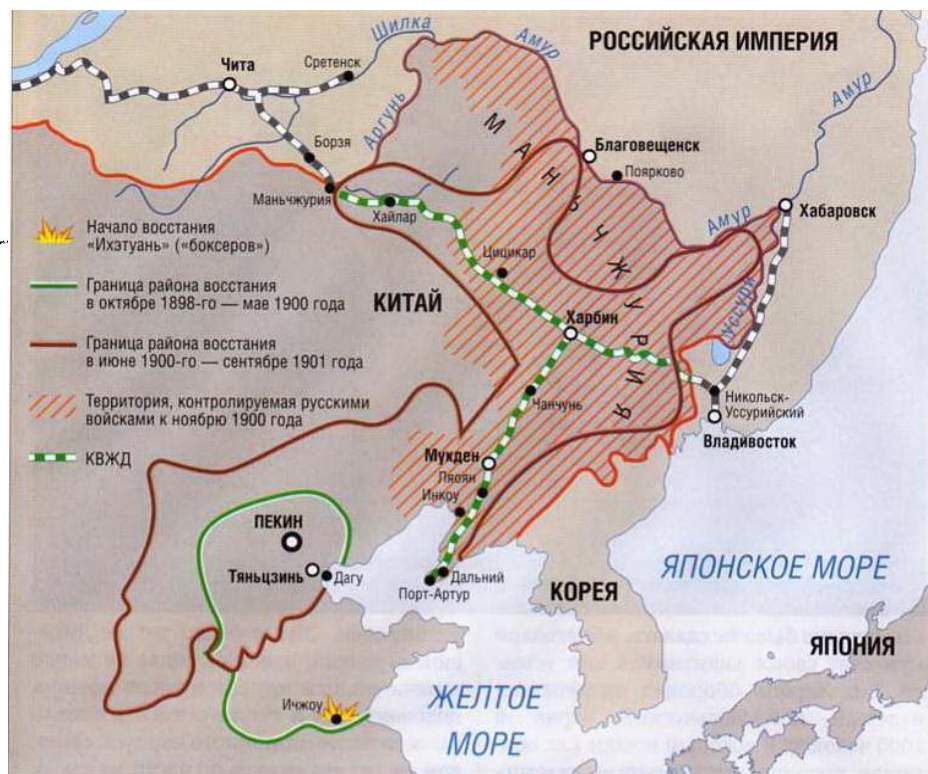 РОССИЙСКАЯ ИМПЕРИЯ
Шилка
Амур
Чита
Сретенск
Аргунь
Амур
Борзя
Благовещенск
Поярково
МАНЬЧЖУРИЯ
Маньчжурия
Хайлар
Амур
Хабаровск
Цицикар
Уссури
КИТАЙ
Харбин
Чанчунь
Никольск-
Уссурийский
Владивосток
Мукден
Ляоян
Инкоу
ПЕКИН
Тяньцзинь
Дагу
Дальний
Порт-Артур
КОРЕЯ
ЯПОНСКОЕ МОРЕ
ЯПОНИЯ
Ичжоу
ЖЕЛТОЕ
МОРЕ
Начало восстания
«Ихэтуань» («боксеров»)
Граница района восстания
в октябре 1898-го — мае 1900 года
Граница района восстания
в июне 1900-го — сентябре 1901 года
Территория, контролируемая русскими
войсками к ноябрю 1900 года
КВЖД